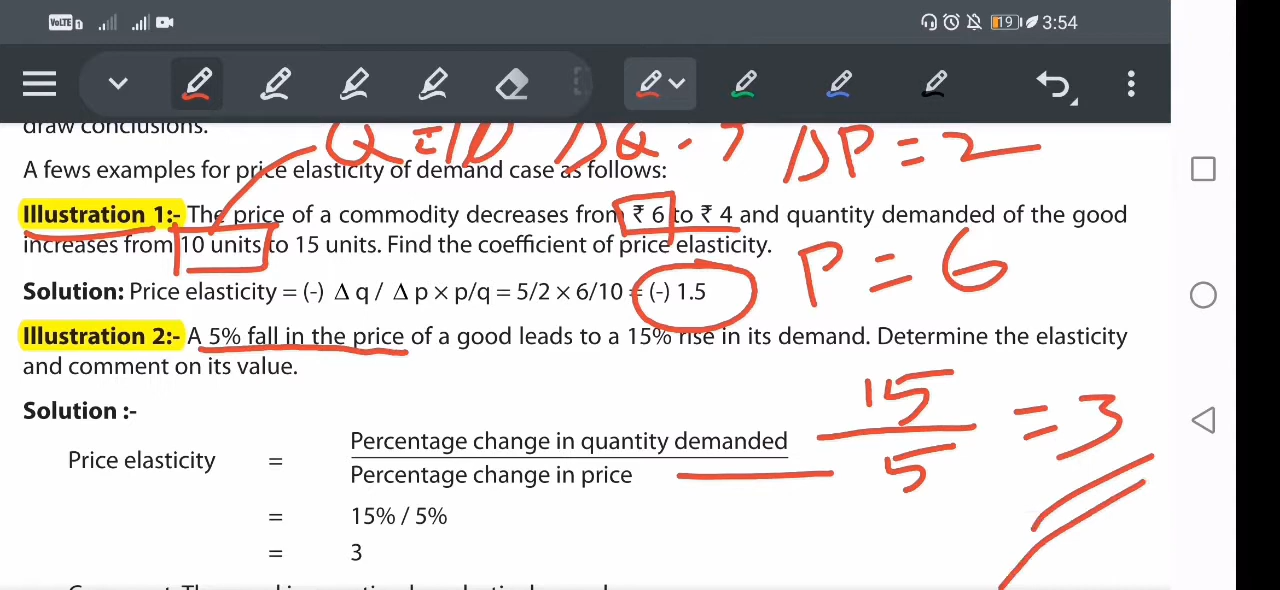 VoLTE 19 3:54
draw conclusions.
Q = 10 ΔQ = 5 ΔP = 2
A fews examples for price elasticity of demand case as follows:
Illustration 1:- The price of a commodity decreases from ₹ 6 to ₹ 4 and quantity demanded of the good
increases from 10 units to 15 units. Find the coefficient of price elasticity.
P = 6
Solution: Price elasticity = (-) Δ q / Δ p × p/q = 5/2 × 6/10 = (-) 1.5
Illustration 2:- A 5% fall in the price of a good leads to a 15% rise in its demand. Determine the elasticity
and comment on its value.
Solution :-
Price elasticity = Percentage change in quantity demanded
Percentage change in price
15
5
= 3
= 15% / 5%
= 3